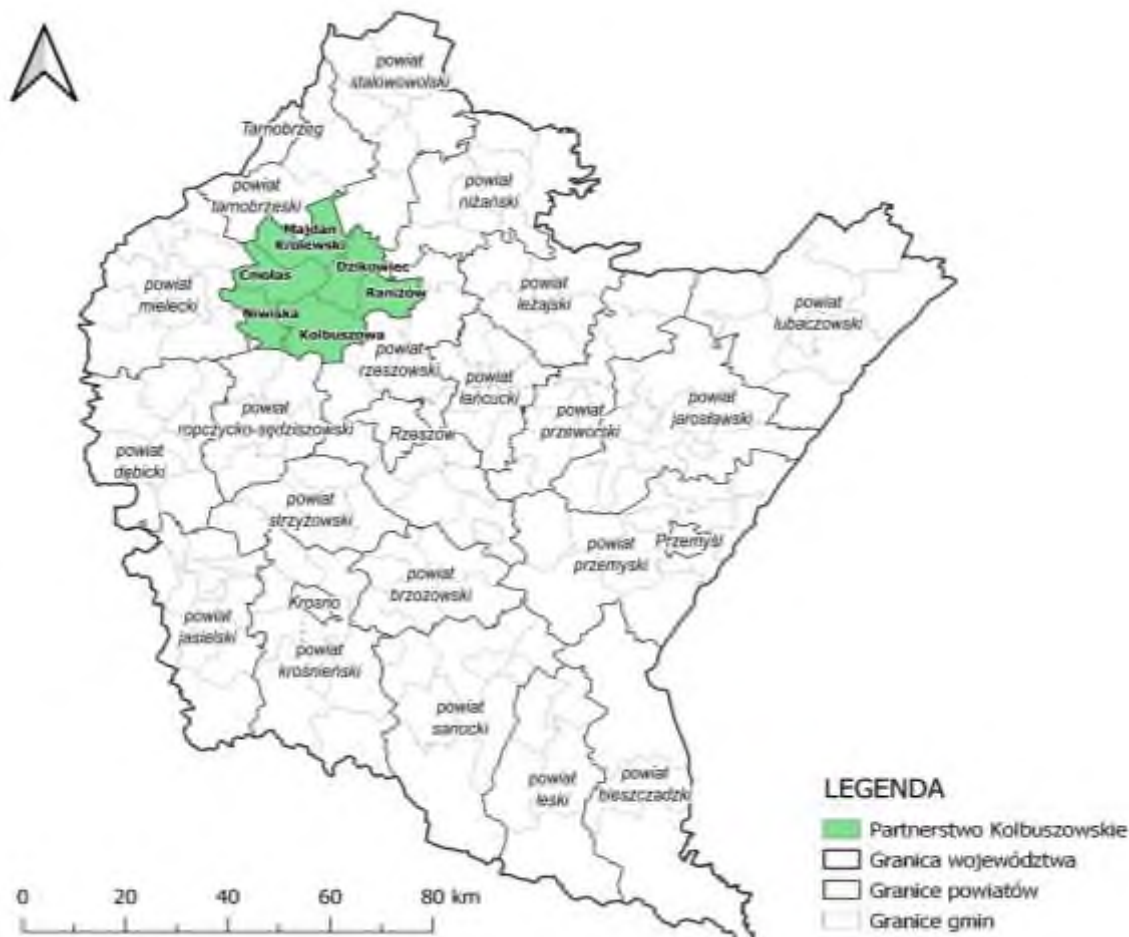 powiat
stalowowolski
Tarnobrzeg
powiat
tarnobrzeski
powiat
niżański
Majdan
Królewski
Cmolas
Dzikowiec
Raniżów
Niwiska
Kolbuszowa
powiat
mielecki
powiat
leżajski
powiat
lubaczowski
powiat
rzeszowski
powiat
łańcucki
powiat
ropczycko-sędziszowski
Rzeszów
powiat
przeworski
powiat
jarosławski
powiat
dębicki
powiat
strzyżowski
powiat
przemyski
Przemyśl
powiat
brzozowski
Krosno
powiat
jasielski
powiat
krośnieński
powiat
sanocki
powiat
leski
powiat
bieszczadzki
LEGENDA
Partnerstwo Kolbuszowskie
Granica województwa
Granice powiatów
Granice gmin
0 20 40 60 80 km